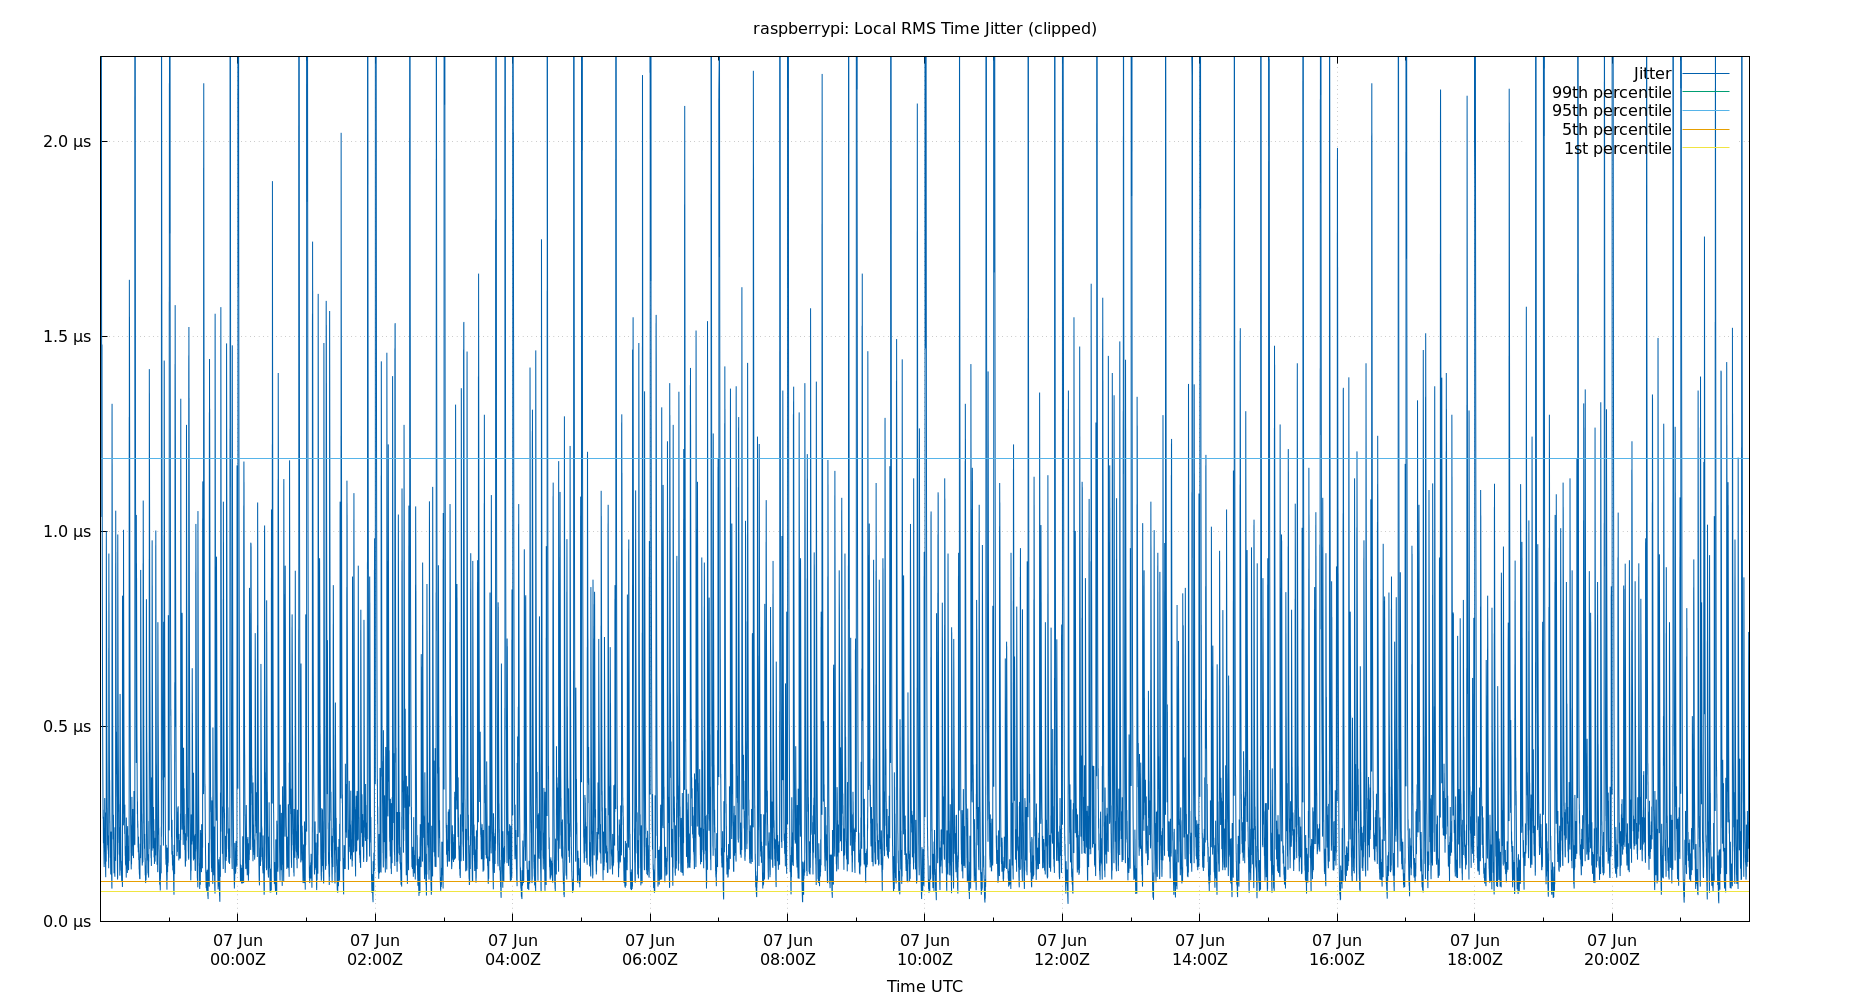 raspberrypi: Local RMS Time Jitter (clipped)
Jitter
99th percentile
95th percentile
5th percentile
1st percentile
2.0 μs
1.5 μs
1.0 μs
0.5 μs
0.0 μs
07 Jun 07 Jun 07 Jun 07 Jun 07 Jun 07 Jun 07 Jun 07 Jun 07 Jun 07 Jun 07 Jun
00:00Z 02:00Z 04:00Z 06:00Z 08:00Z 10:00Z 12:00Z 14:00Z 16:00Z 18:00Z 20:00Z
Time UTC